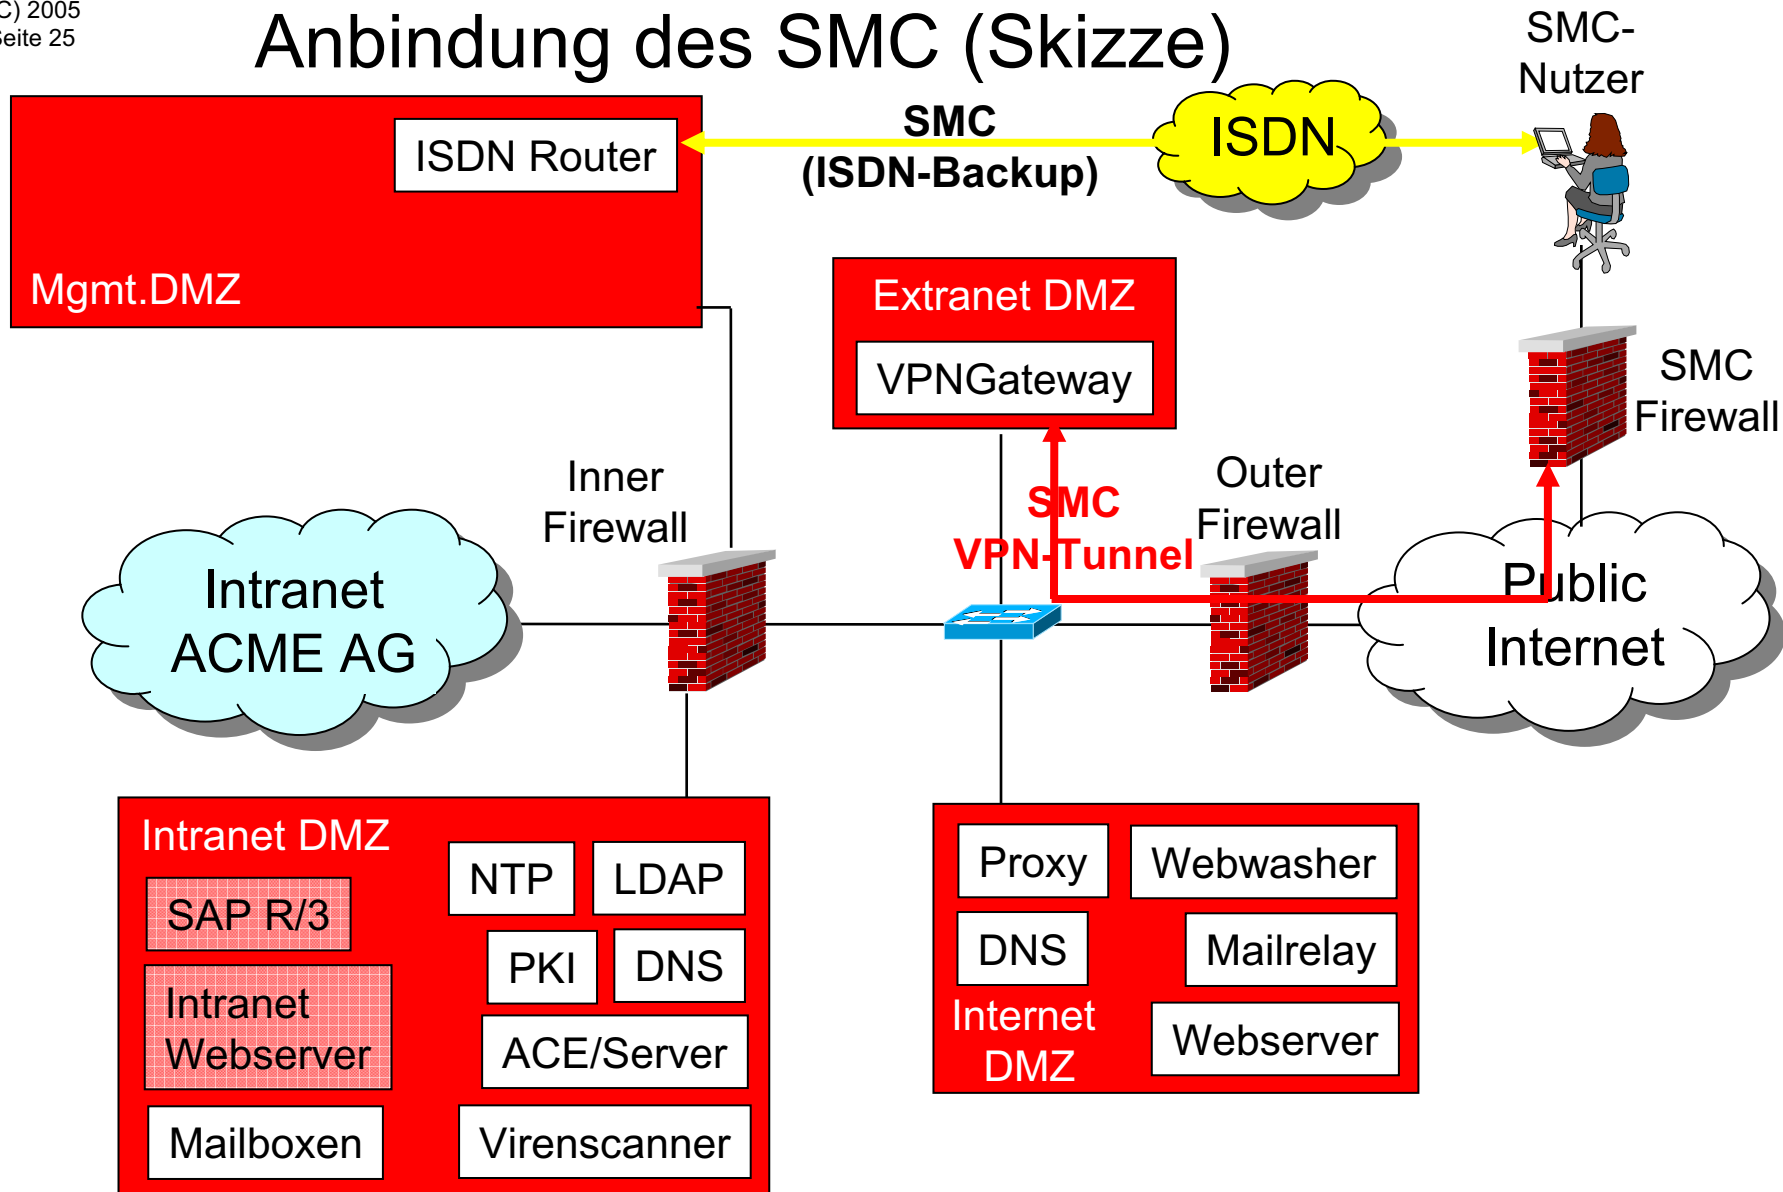 C) 2005
Seite 25
Anbindung des SMC (Skizze)
SMC-
Nutzer
ISDN Router
SMC
(ISDN-Backup)
ISDN
Mgmt.DMZ
Extranet DMZ
VPNGateway
SMC
Firewall
Inner
Firewall
SMC
VPN-Tunnel
Outer
Firewall
Intranet
ACME AG
Public
Internet
Intranet DMZ
NTP
LDAP
SAP R/3
PKI
DNS
Intranet
Webserver
ACE/Server
Mailboxen
Virenscanner
Proxy
Webwasher
DNS
Mailrelay
Internet
DMZ
Webserver